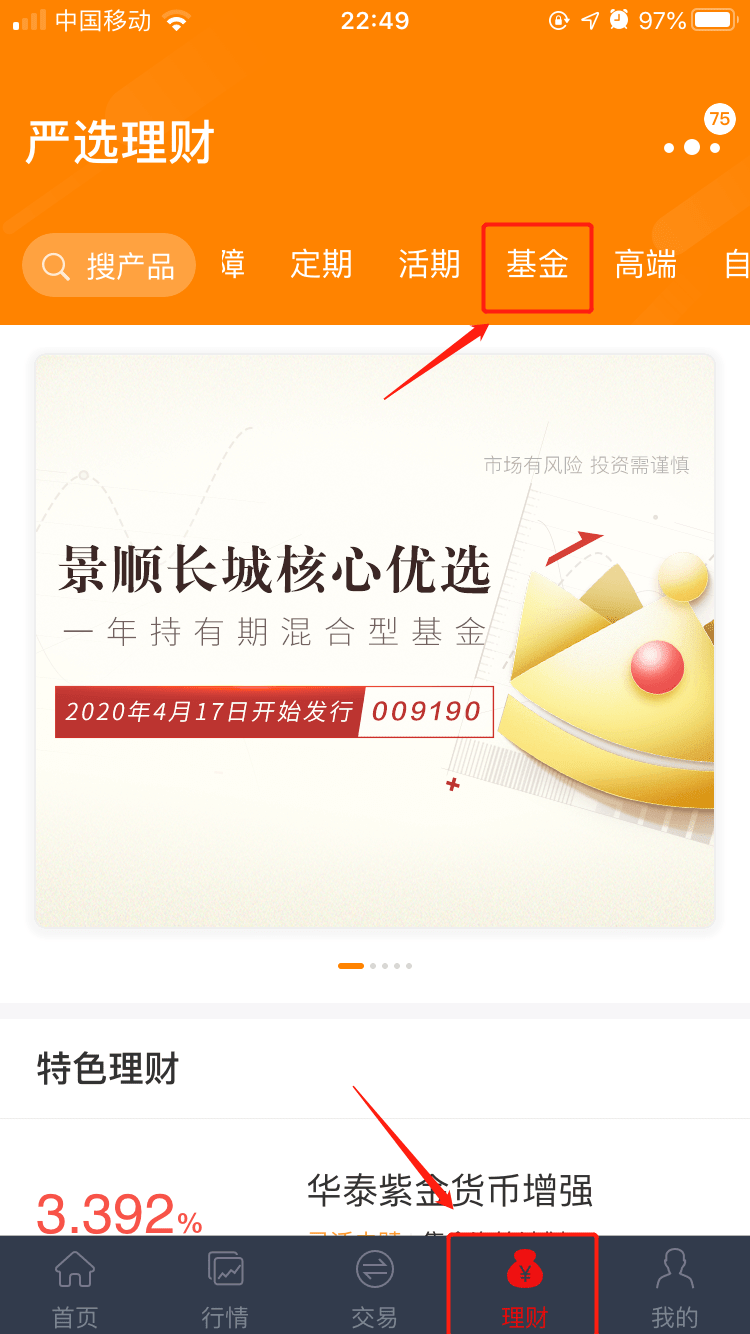 中国移动
22:49
97%
75
严选理财
搜产品
障
定期
活期
基金
高端
自
市场有风险 投资需谨慎
景顺长城核心优选
一年持有期混合型基金
2020年4月17日开始发行
009190
特色理财
华泰紫金货币增强
3.392%
首页
行情
交易
理财
我的